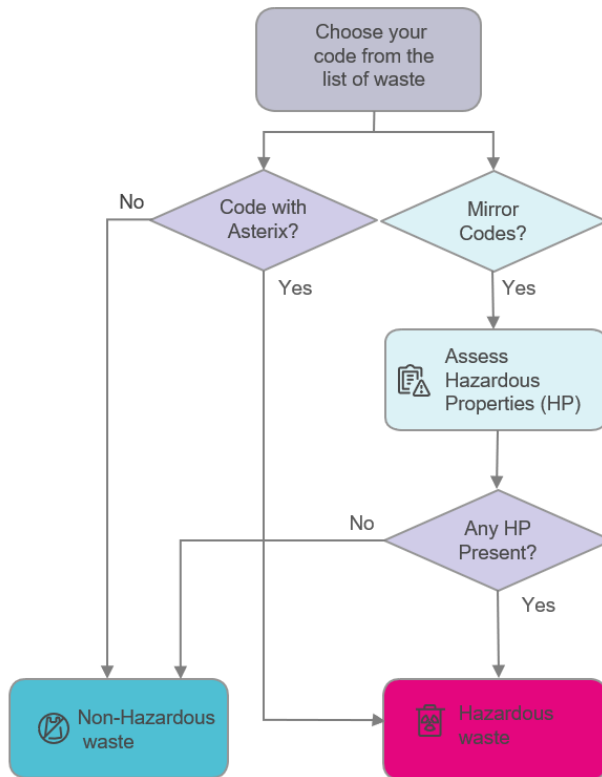 Choose your
code from the
list of waste
No
Code with
Asterix?
Mirror
Codes?
Yes
Yes
Assess
Hazardous
Properties (HP)
No
Any HP
Present?
Yes
Non-Hazardous
waste
Hazardous
waste